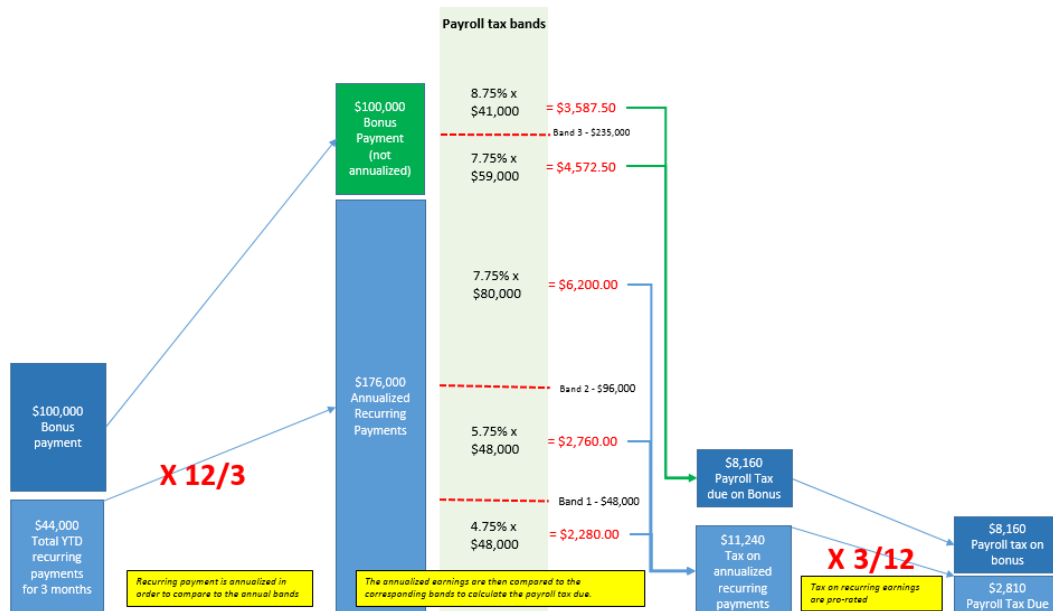 Payroll tax bands
$100,000
Bonus
Payment
(not
annualized)
8.75% x
$41,000
= $3,587.50
Band 3 - $235,000
7.75% x
$59,000
= $4,572.50
7.75% x
$80,000
= $6,200.00
$100,000
Bonus
payment
$176,000
Annualized
Recurring
Payments
Band 2 - $96,000
5.75% x
$48,000
= $2,760.00
X 12/3
Band 1 - $48,000
4.75% x
$48,000
= $2,280.00
$8,160
Payroll Tax
due on Bonus
$44,000
Total YTD
recurring
payments
for 3 months
Recurring payment is annualized in
order to compare to the annual bands
The annualized earnings are then compared to the
corresponding bands to calculate the payroll tax due.
$11,240
Tax on
annualized
recurring
payments
X 3/12
Tax on recurring earnings
are pro-rated
$8,160
Payroll tax on
bonus
$2,810
Payroll Tax Due